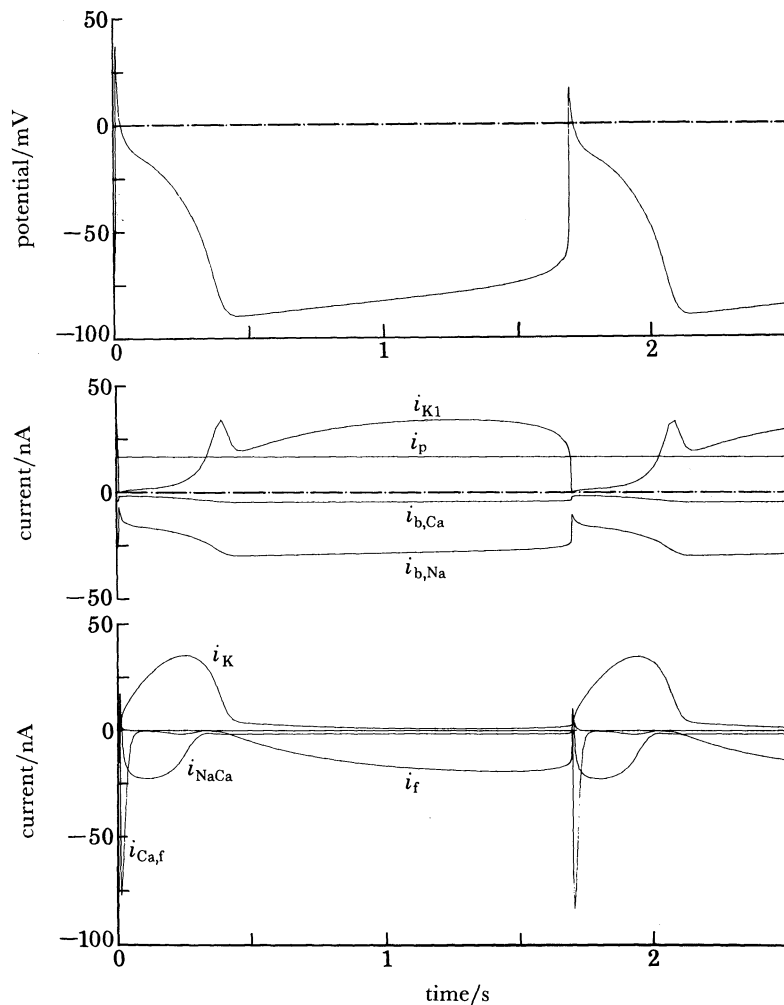 50
0
−50
−100
potential/mV
0
1
2
50
0
−50
current/nA
i_K1
i_p
i_b,Ca
i_b,Na
50
0
−50
−100
current/nA
i_K
i_NaCa
i_f
i_Ca,f
0
1
2
time/s